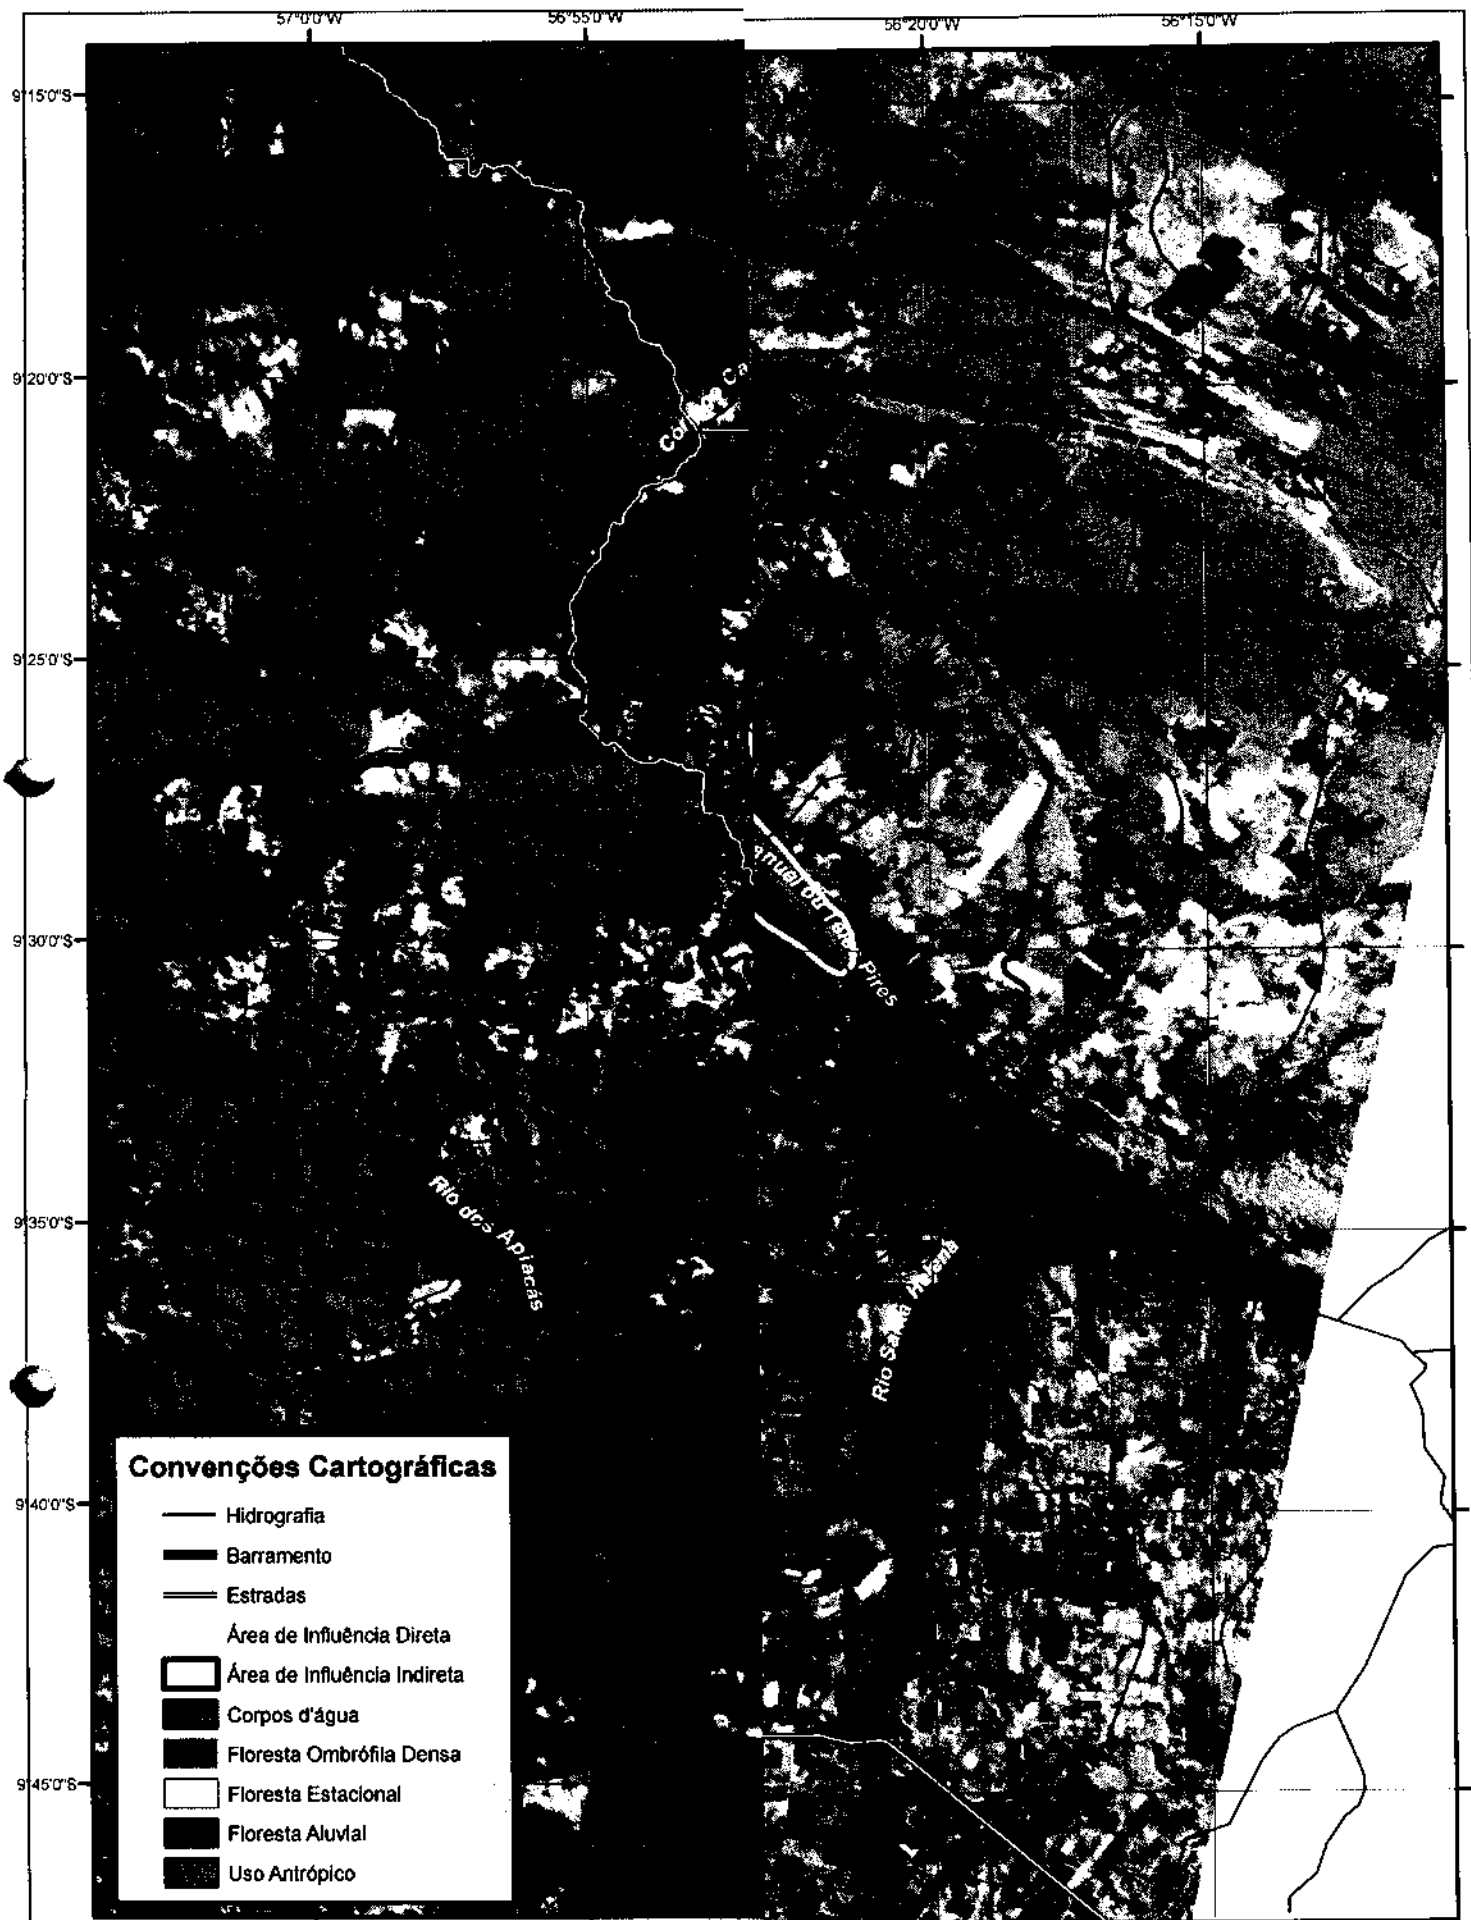 57°0'0"W
56°55'0"W
56°20'0"W
56°15'0"W
9°15'0"S
9°20'0"S
9°25'0"S
9°30'0"S
9°35'0"S
9°40'0"S
9°45'0"S
Pires
Rio dos Apiacás
Rio
Convenções Cartográficas
Hidrografia
Barramento
Estradas
Área de Influência Direta
Área de Influência Indireta
Corpos d'água
Floresta Ombrófila Densa
Floresta Estacional
Floresta Aluvial
Uso Antrópico